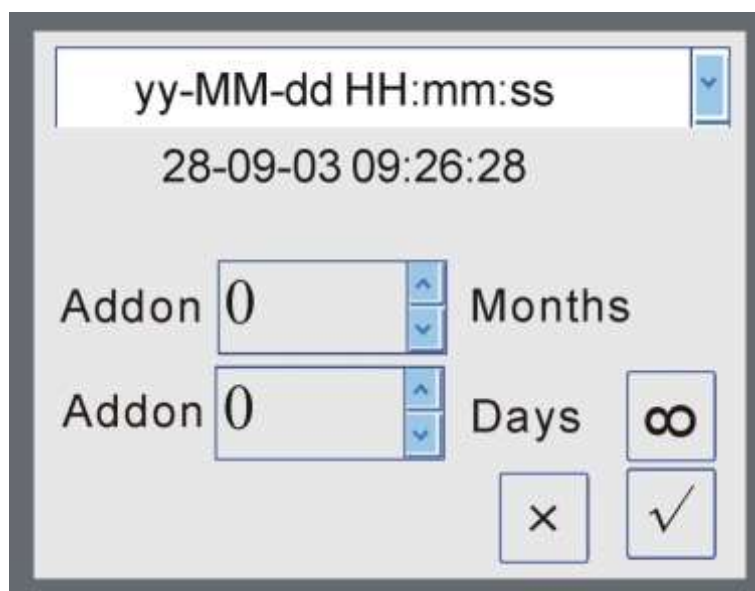 yy-MM-dd HH:mm:ss
28-09-03 09:26:28
Addon 0 Months
Addon 0 Days ∞
× √